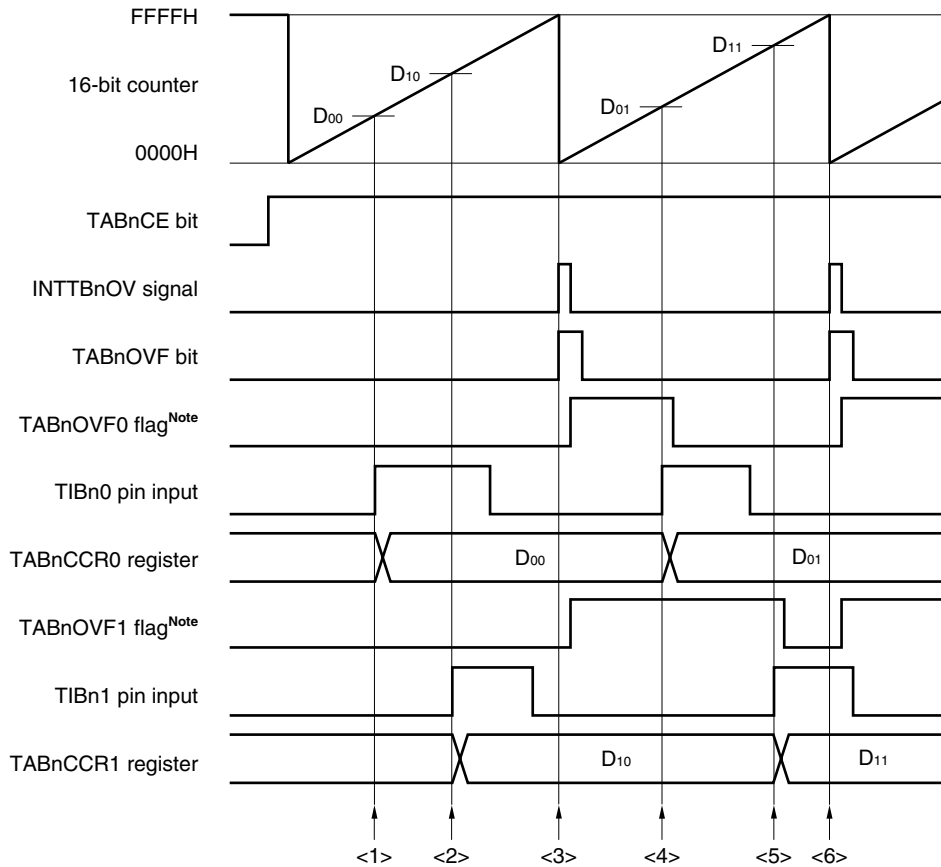 FFFFH
D11
D10
16-bit counter
D01
D00
0000H
TABnCE bit
INTTBnOV signal
TABnOVF bit
TABnOVF0 flagNote
TIBn0 pin input
TABnCCR0 register
D00
D01
TABnOVF1 flagNote
TIBn1 pin input
TABnCCR1 register
D10
D11
<1> <2> <3> <4> <5> <6>